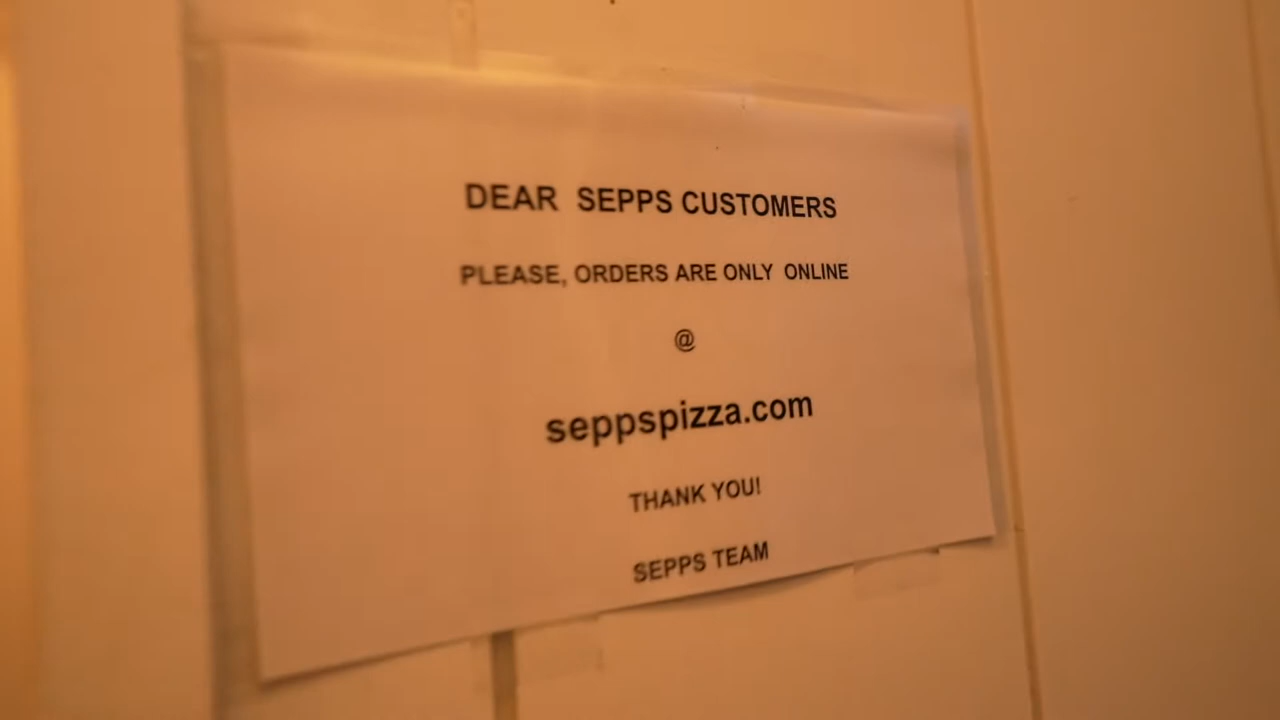 DEAR SEPPS CUSTOMERS
PLEASE, ORDERS ARE ONLY ONLINE
@
seppspizza.com
THANK YOU!
SEPPS TEAM